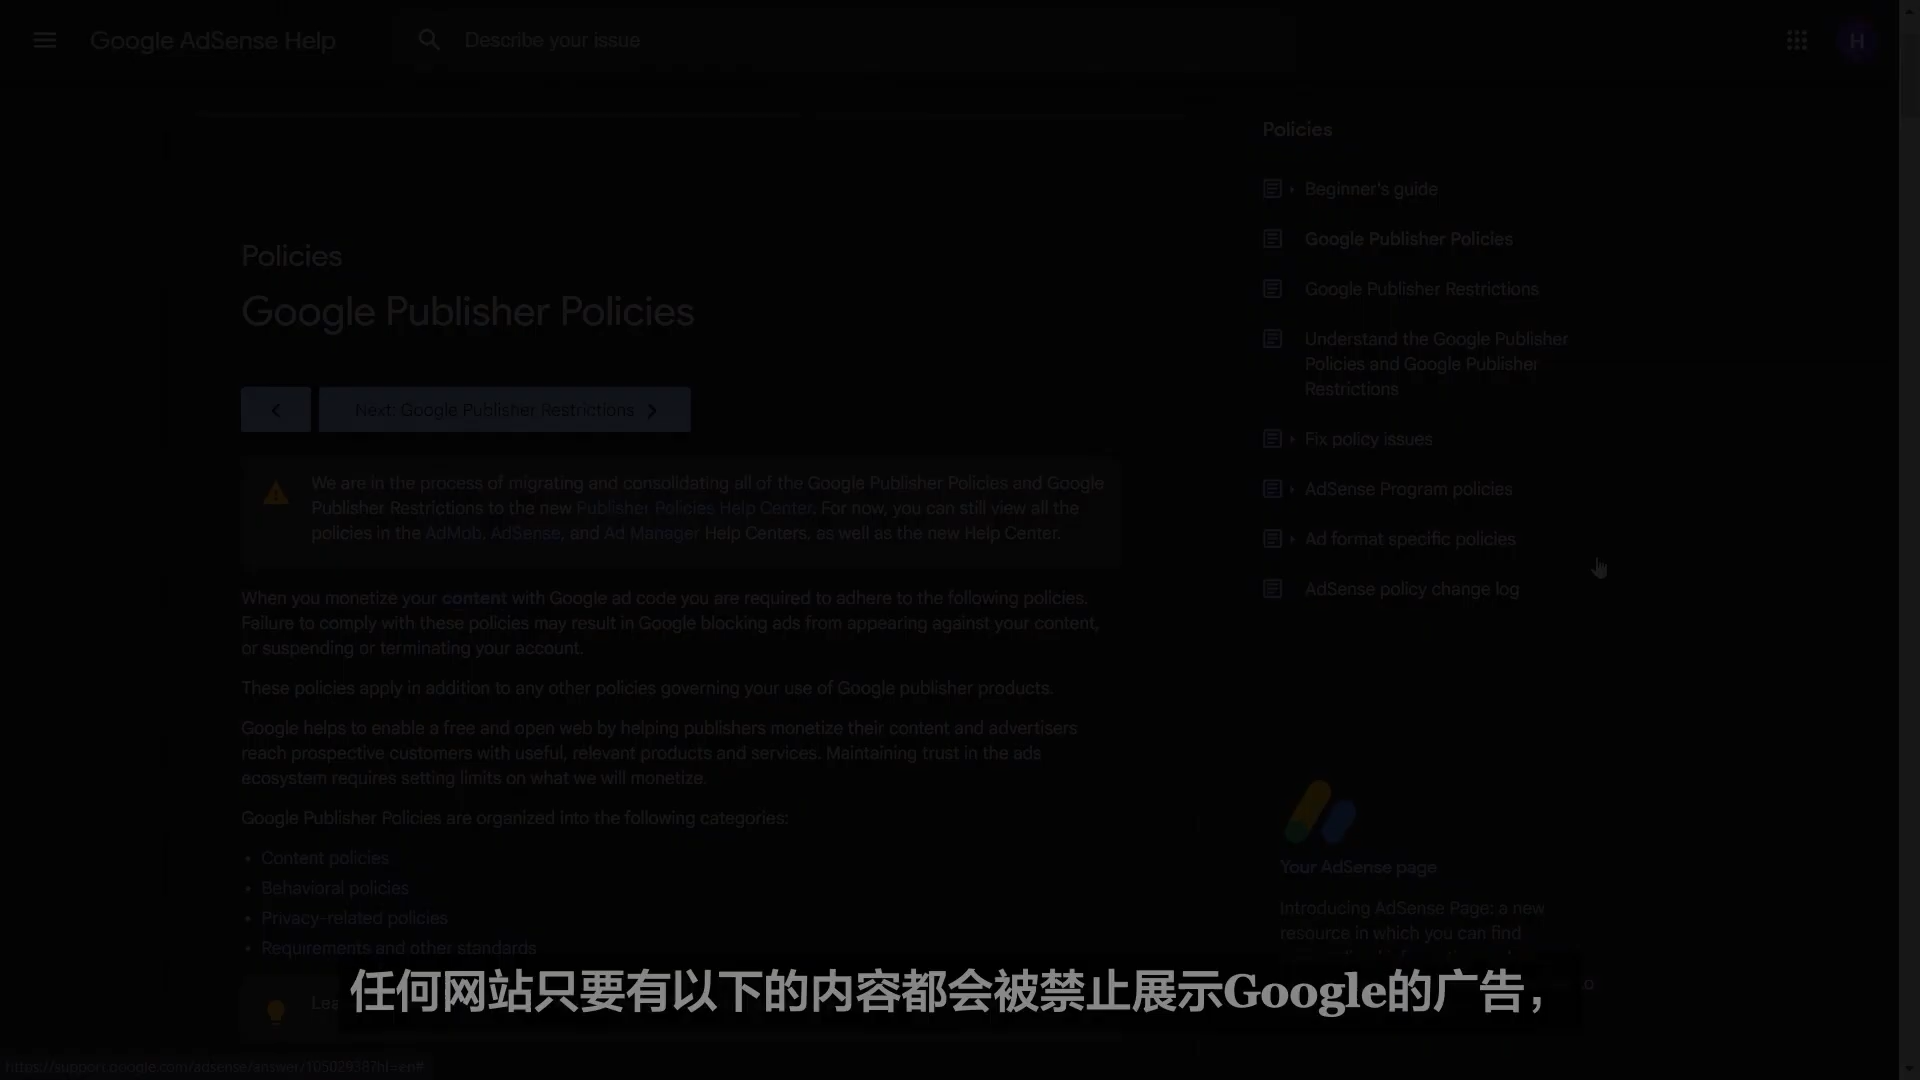 Google AdSense Help
Describe your issue
H
Policies
Beginner's guide
Google Publisher Policies
Google Publisher Restrictions
Understand the Google Publisher
Policies and Google Publisher
Restrictions
Fix policy issues
AdSense Program policies
Ad format specific policies
AdSense policy change log
Policies
Google Publisher Policies
Next: Google Publisher Restrictions
We are in the process of migrating and consolidating all of the Google Publisher Policies and Google
Publisher Restrictions to the new Publisher Policies Help Center. For now, you can still view all the
policies in the AdMob, AdSense, and Ad Manager Help Centers, as well as the new Help Center.
When you monetize your content with Google ad code you are required to adhere to the following policies.
Failure to comply with these policies may result in Google blocking ads from appearing against your content,
or suspending or terminating your account.
These policies apply in addition to any other policies governing your use of Google publisher products.
Google helps to enable a free and open web by helping publishers monetize their content and advertisers
reach prospective customers with useful, relevant products and services. Maintaining trust in the ads
ecosystem requires setting limits on what we will monetize.
Google Publisher Policies are organized into the following categories:
• Content policies
• Behavioral policies
• Privacy-related policies
• Requirements and other standards
Your AdSense page
Introducing AdSense Page: a new
resource in which you can find
任何网站只要有以下的内容都会被禁止展示Google的广告，
https://support.google.com/adsense/answer/10502938?hl=en#